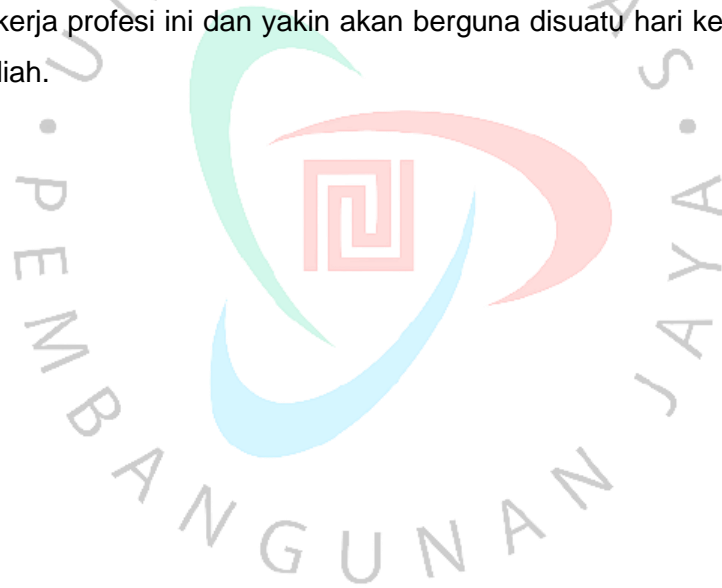 kerja profesi ini dan yakin akan berguna disuatu hari ke
liah.
U
A S
• PEMBANGUNAN JAYA •